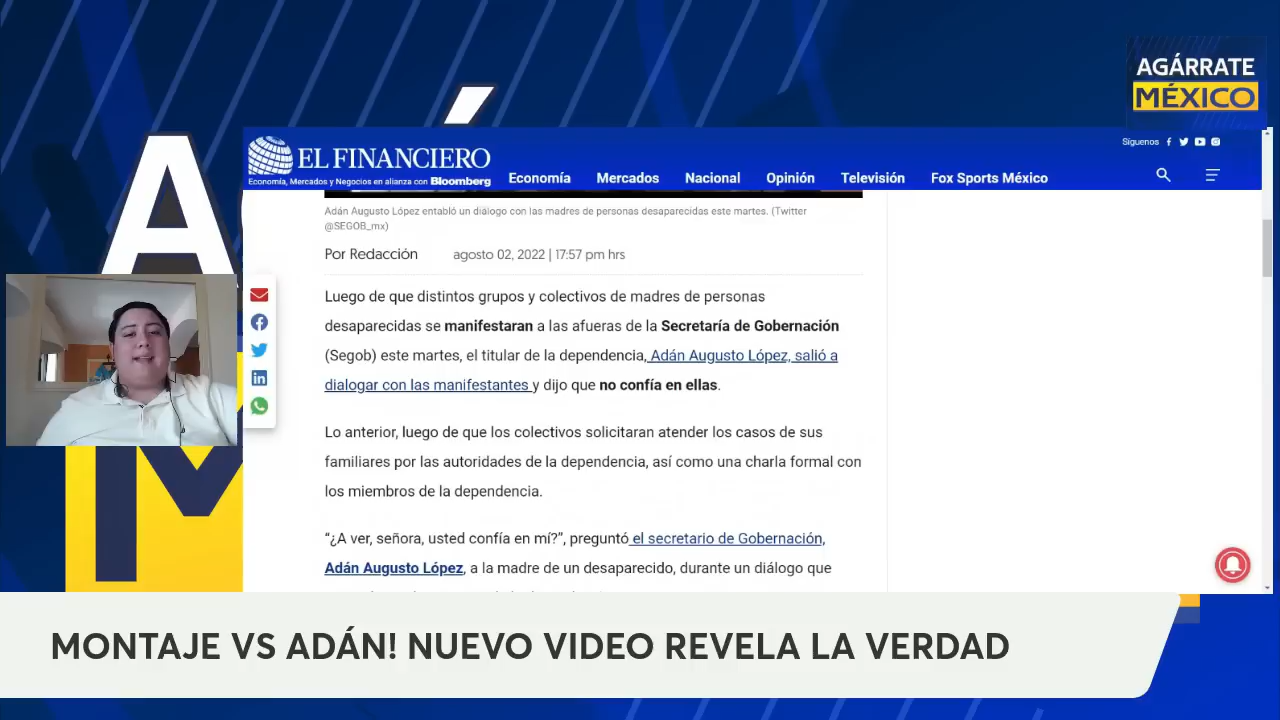 AGÁRRATE
MÉXICO
EL FINANCIERO
Economía, Mercados y Negocios en alianza con Bloomberg
Economía Mercados Nacional Opinión Televisión Fox Sports México
Síguenos
Adán Augusto López entabló un diálogo con las madres de personas desaparecidas este martes. (Twitter
@SEGOB_mx)
Por Redacción agosto 02, 2022 | 17:57 pm hrs
Luego de que distintos grupos y colectivos de madres de personas
desaparecidas se manifestaran a las afueras de la Secretaría de Gobernación
(Segob) este martes, el titular de la dependencia, Adán Augusto López, salió a
dialogar con las manifestantes y dijo que no confía en ellas.
Lo anterior, luego de que los colectivos solicitaran atender los casos de sus
familiares por las autoridades de la dependencia, así como una charla formal con
los miembros de la dependencia.
“¿A ver, señora, usted confía en mí?”, preguntó el secretario de Gobernación,
Adán Augusto López, a la madre de un desaparecido, durante un diálogo que
MONTAJE VS ADÁN! NUEVO VIDEO REVELA LA VERDAD